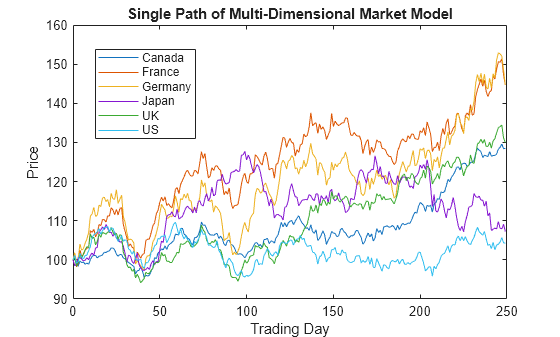 Single Path of Multi-Dimensional Market Model
160
150
140
130
120
110
100
90
Price
Canada
France
Germany
Japan
UK
US
0 50 100 150 200 250
Trading Day